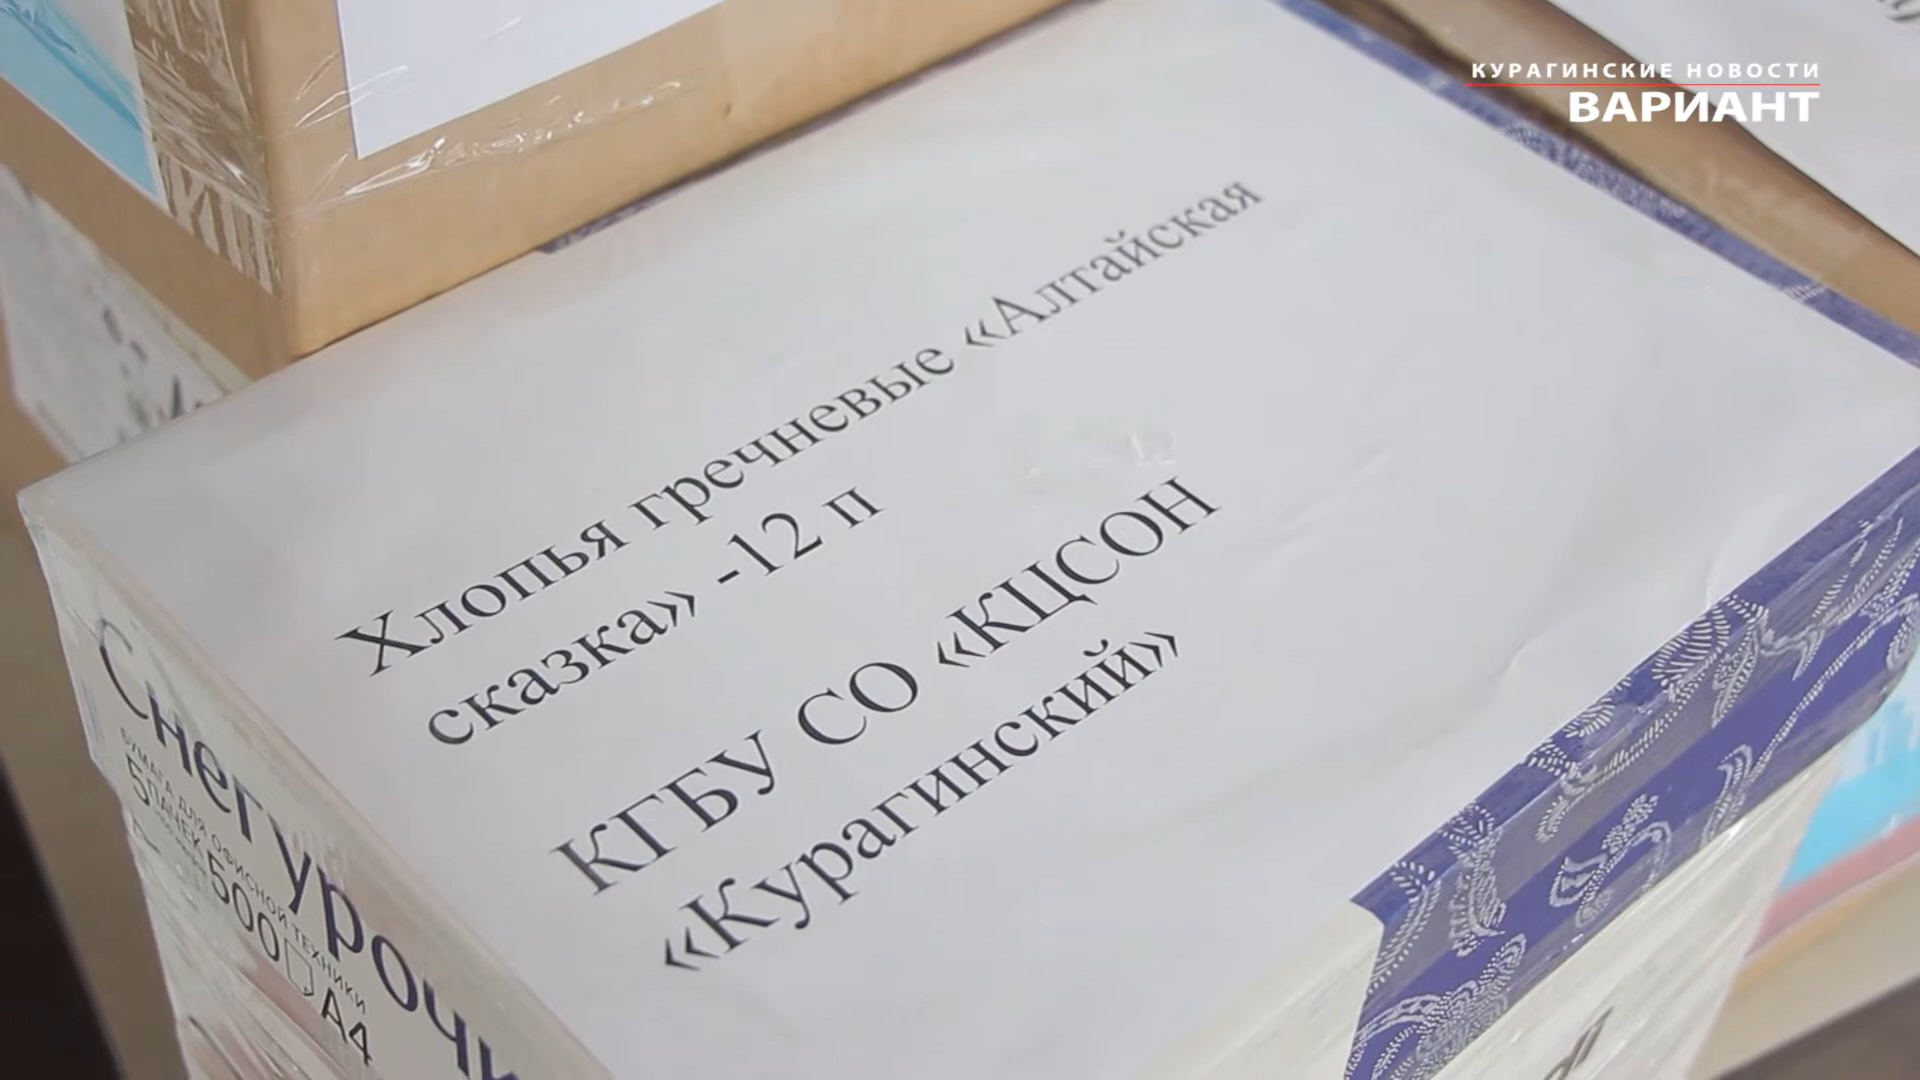 КУРАГИНСКИЕ НОВОСТИ
ВАРИАНТ
Хлопья гречневые «Алтайская
сказка» -12 п
КГБУ СО «КЦСОН
«Курагинский»
Снегурочк
БУМАГА ДЛЯ ОФИСНОЙ ТЕХНИКИ
5 ПАЧЕК 500 А4